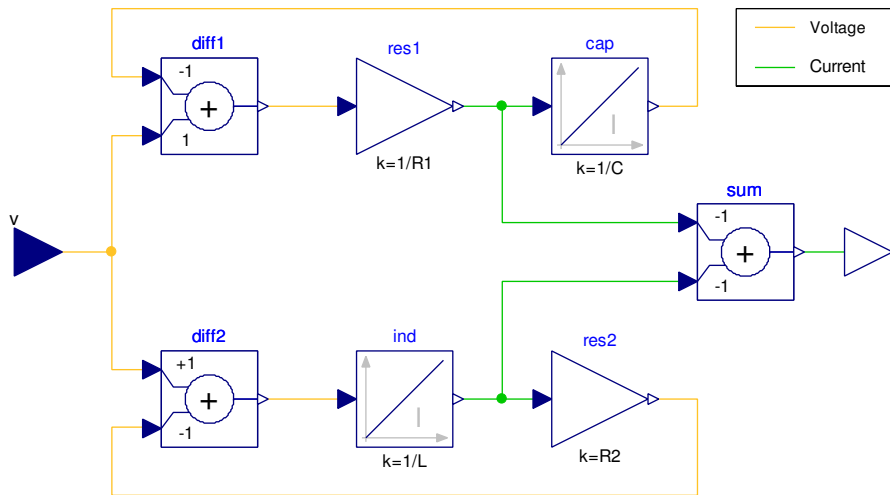 Voltage
Current
diff1
-1
+
1
res1
k=1/R1
cap
I
k=1/C
v
sum
-1
+
-1
diff2
+1
+
-1
ind
I
k=1/L
res2
k=R2